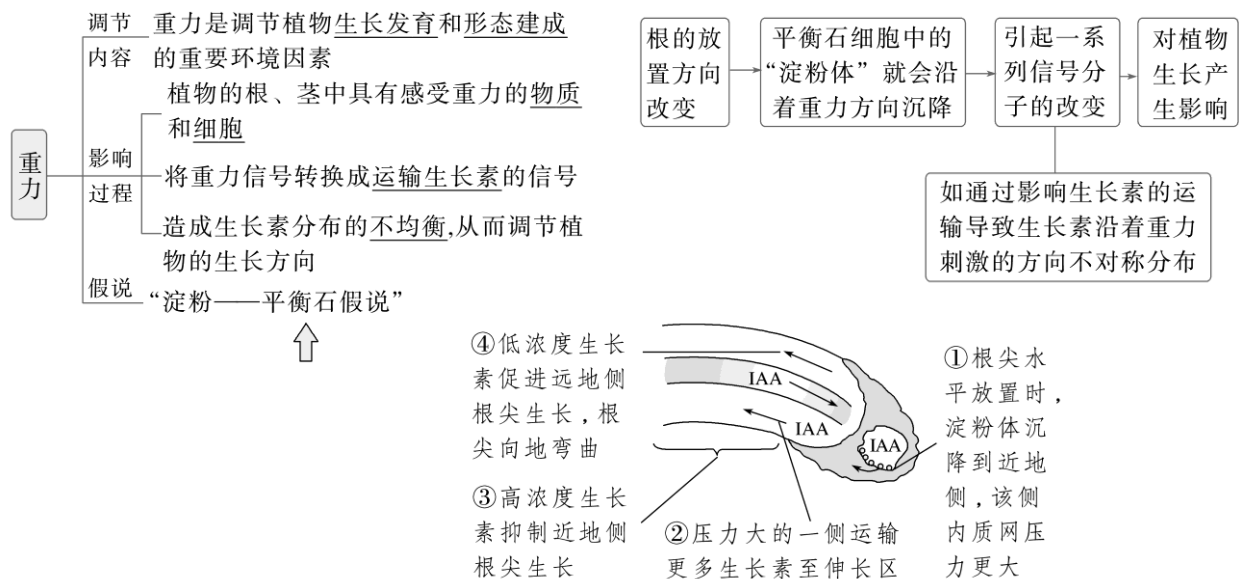 重力
调节
内容
重力是调节植物生长发育和形态建成
的重要环境因素
影响
过程
植物的根、茎中具有感受重力的物质
和细胞
将重力信号转换成运输生长素的信号
造成生长素分布的不均衡,从而调节植
物的生长方向
假说
“淀粉——平衡石假说”
根的放
置方向
改变
平衡石细胞中的
“淀粉体”就会沿
着重力方向沉降
引起一系
列信号分
子的改变
对植物
生长产
生影响
如通过影响生长素的运
输导致生长素沿着重力
刺激的方向不对称分布
④低浓度生长
素促进远地侧
根尖生长，根
尖向地弯曲
③高浓度生长
素抑制近地侧
根尖生长
IAA
IAA
IAA
②压力大的一侧运输
更多生长素至伸长区
①根尖水
平放置时，
淀粉体沉
降到近地
侧，该侧
内质网压
力更大